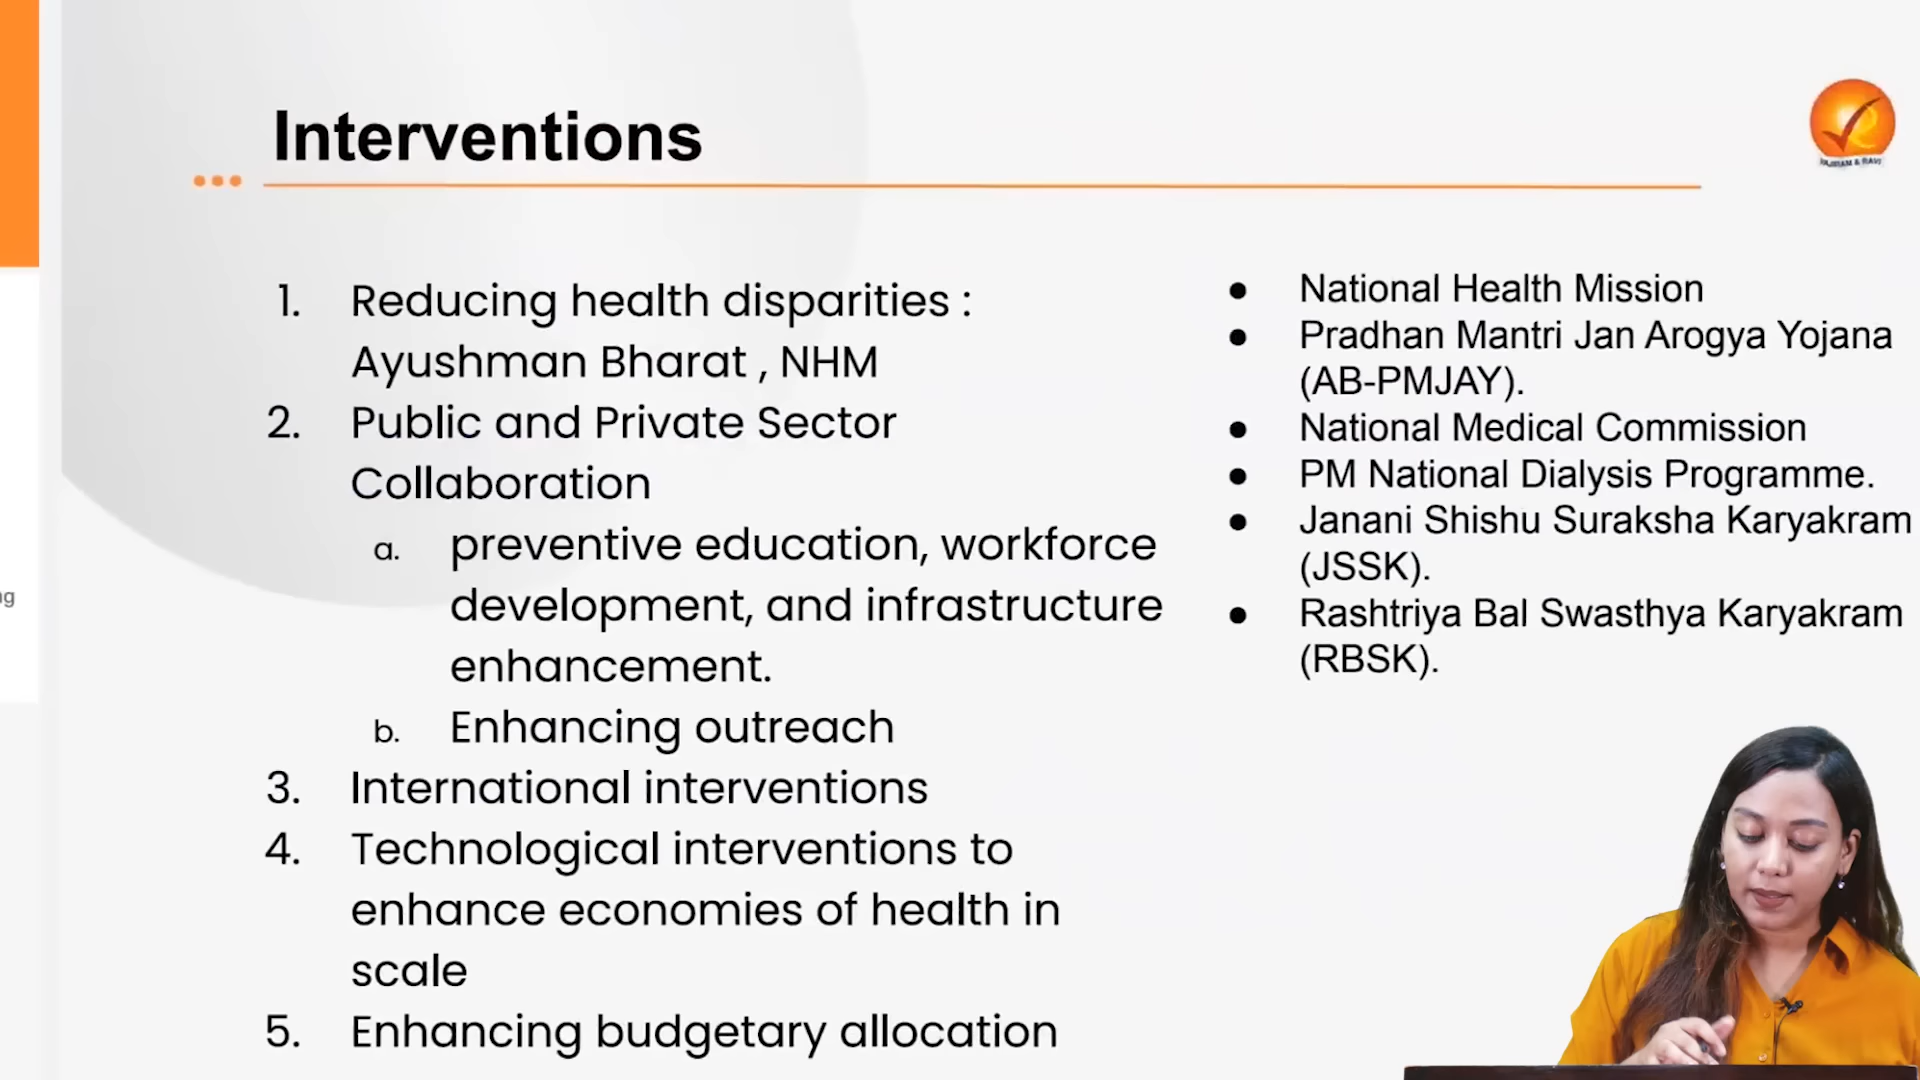 Interventions
1. Reducing health disparities :
Ayushman Bharat , NHM
2. Public and Private Sector
Collaboration
a. preventive education, workforce
development, and infrastructure
enhancement.
b. Enhancing outreach
3. International interventions
4. Technological interventions to
enhance economies of health in
scale
5. Enhancing budgetary allocation
● National Health Mission
● Pradhan Mantri Jan Arogya Yojana
(AB-PMJAY).
● National Medical Commission
● PM National Dialysis Programme.
● Janani Shishu Suraksha Karyakram
(JSSK).
● Rashtriya Bal Swasthya Karyakram
(RBSK).